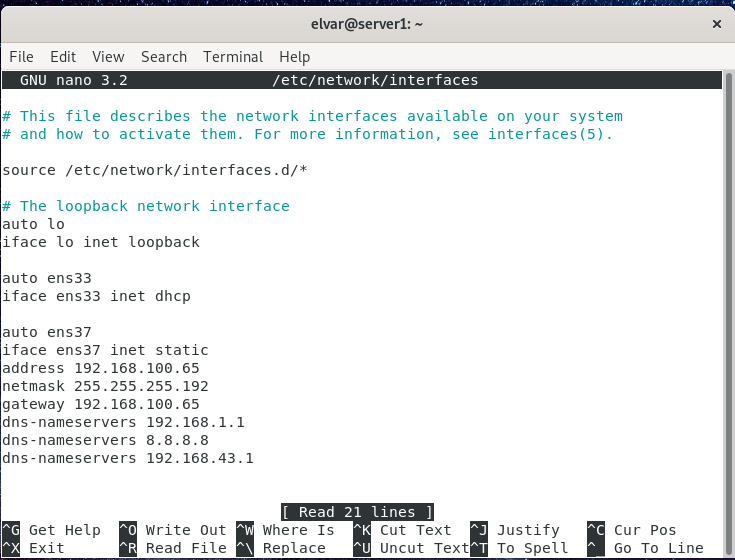 elvar@server1: ~
×
File Edit View Search Terminal Help
GNU nano 3.2 /etc/network/interfaces
# This file describes the network interfaces available on your system
# and how to activate them. For more information, see interfaces(5).
source /etc/network/interfaces.d/*
# The loopback network interface
auto lo
iface lo inet loopback
auto ens33
iface ens33 inet dhcp
auto ens37
iface ens37 inet static
address 192.168.100.65
netmask 255.255.255.192
gateway 192.168.100.65
dns-nameservers 192.168.1.1
dns-nameservers 8.8.8.8
dns-nameservers 192.168.43.1
[ Read 21 lines ]
^G Get Help ^O Write Out ^W Where Is ^K Cut Text ^J Justify ^C Cur Pos
^X Exit ^R Read File ^\ Replace ^U Uncut Text ^T To Spell ^_ Go To Line